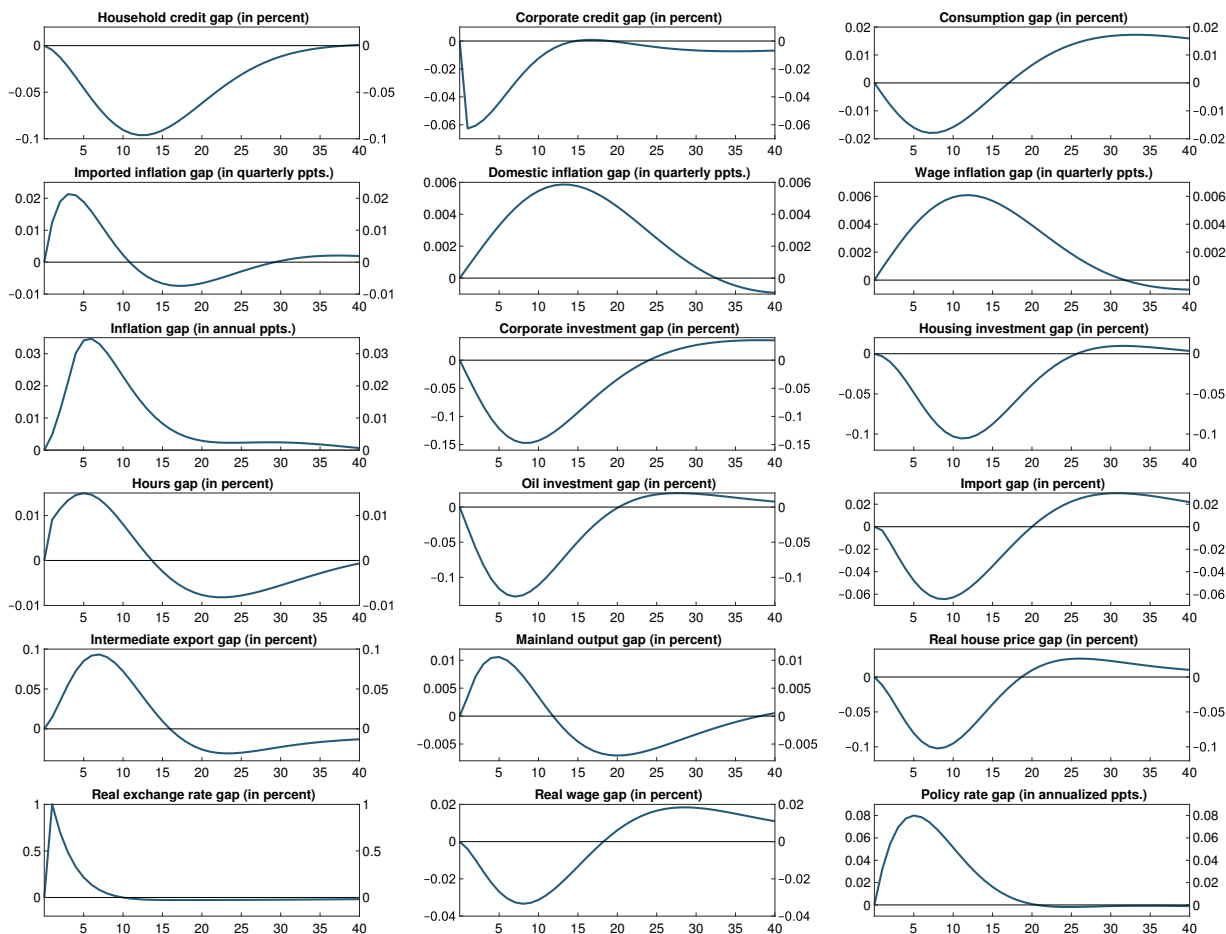 Household credit gap (in percent)
0 0
−0.05 −0.05
−0.1 −0.1
5 10 15 20 25 30 35 40
Corporate credit gap (in percent)
0 0
−0.02 −0.02
−0.04 −0.04
−0.06 −0.06
5 10 15 20 25 30 35 40
Consumption gap (in percent)
0.02 0.02
0.01 0.01
0 0
−0.01 −0.01
−0.02 −0.02
5 10 15 20 25 30 35 40
Imported inflation gap (in quarterly ppts.)
0.02 0.02
0.01 0.01
0 0
−0.01 −0.01
5 10 15 20 25 30 35 40
Domestic inflation gap (in quarterly ppts.)
0.006 0.006
0.004 0.004
0.002 0.002
0 0
5 10 15 20 25 30 35 40
Wage inflation gap (in quarterly ppts.)
0.006 0.006
0.004 0.004
0.002 0.002
0 0
5 10 15 20 25 30 35 40
Inflation gap (in annual ppts.)
0.03 0.03
0.02 0.02
0.01 0.01
0 0
5 10 15 20 25 30 35 40
Corporate investment gap (in percent)
0 0
−0.05 −0.05
−0.1 −0.1
−0.15 −0.15
5 10 15 20 25 30 35 40
Housing investment gap (in percent)
0 0
−0.05 −0.05
−0.1 −0.1
5 10 15 20 25 30 35 40
Hours gap (in percent)
0.01 0.01
0 0
−0.01 −0.01
5 10 15 20 25 30 35 40
Oil investment gap (in percent)
0 0
−0.05 −0.05
−0.1 −0.1
5 10 15 20 25 30 35 40
Import gap (in percent)
0.02 0.02
0 0
−0.02 −0.02
−0.04 −0.04
−0.06 −0.06
5 10 15 20 25 30 35 40
Intermediate export gap (in percent)
0.1 0.1
0.05 0.05
0 0
5 10 15 20 25 30 35 40
Mainland output gap (in percent)
0.01 0.01
0.005 0.005
0 0
−0.005 −0.005
5 10 15 20 25 30 35 40
Real house price gap (in percent)
0 0
−0.05 −0.05
−0.1 −0.1
5 10 15 20 25 30 35 40
Real exchange rate gap (in percent)
1 1
0.5 0.5
0 0
5 10 15 20 25 30 35 40
Real wage gap (in percent)
0.02 0.02
0 0
−0.02 −0.02
−0.04 −0.04
5 10 15 20 25 30 35 40
Policy rate gap (in annualized ppts.)
0.08 0.08
0.06 0.06
0.04 0.04
0.02 0.02
0 0
5 10 15 20 25 30 35 40